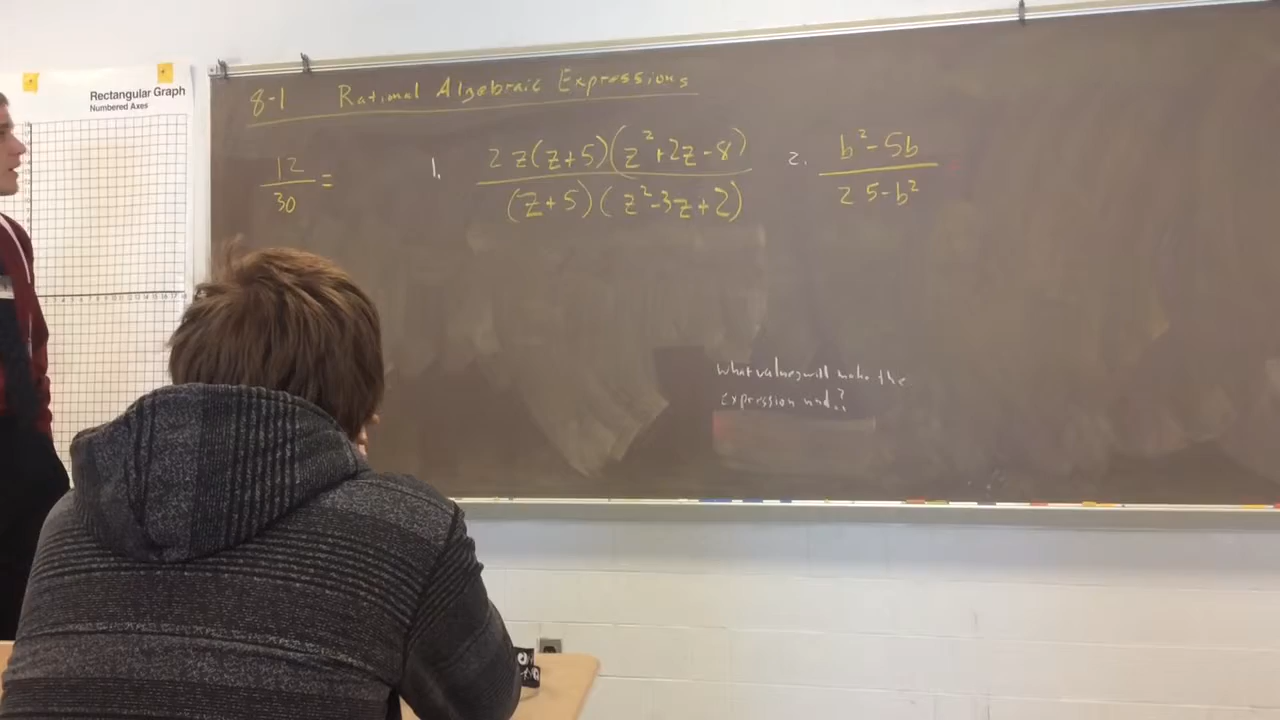 Rectangular Graph
Numbered Axes
8-1 Rational Algebraic Expressions
12/30 =
1. 2z(z+5)(z²+2z-8) / (z+5)(z²-3z+2)
2. b²-5b / 25-b²
What values will make the
expression und.?